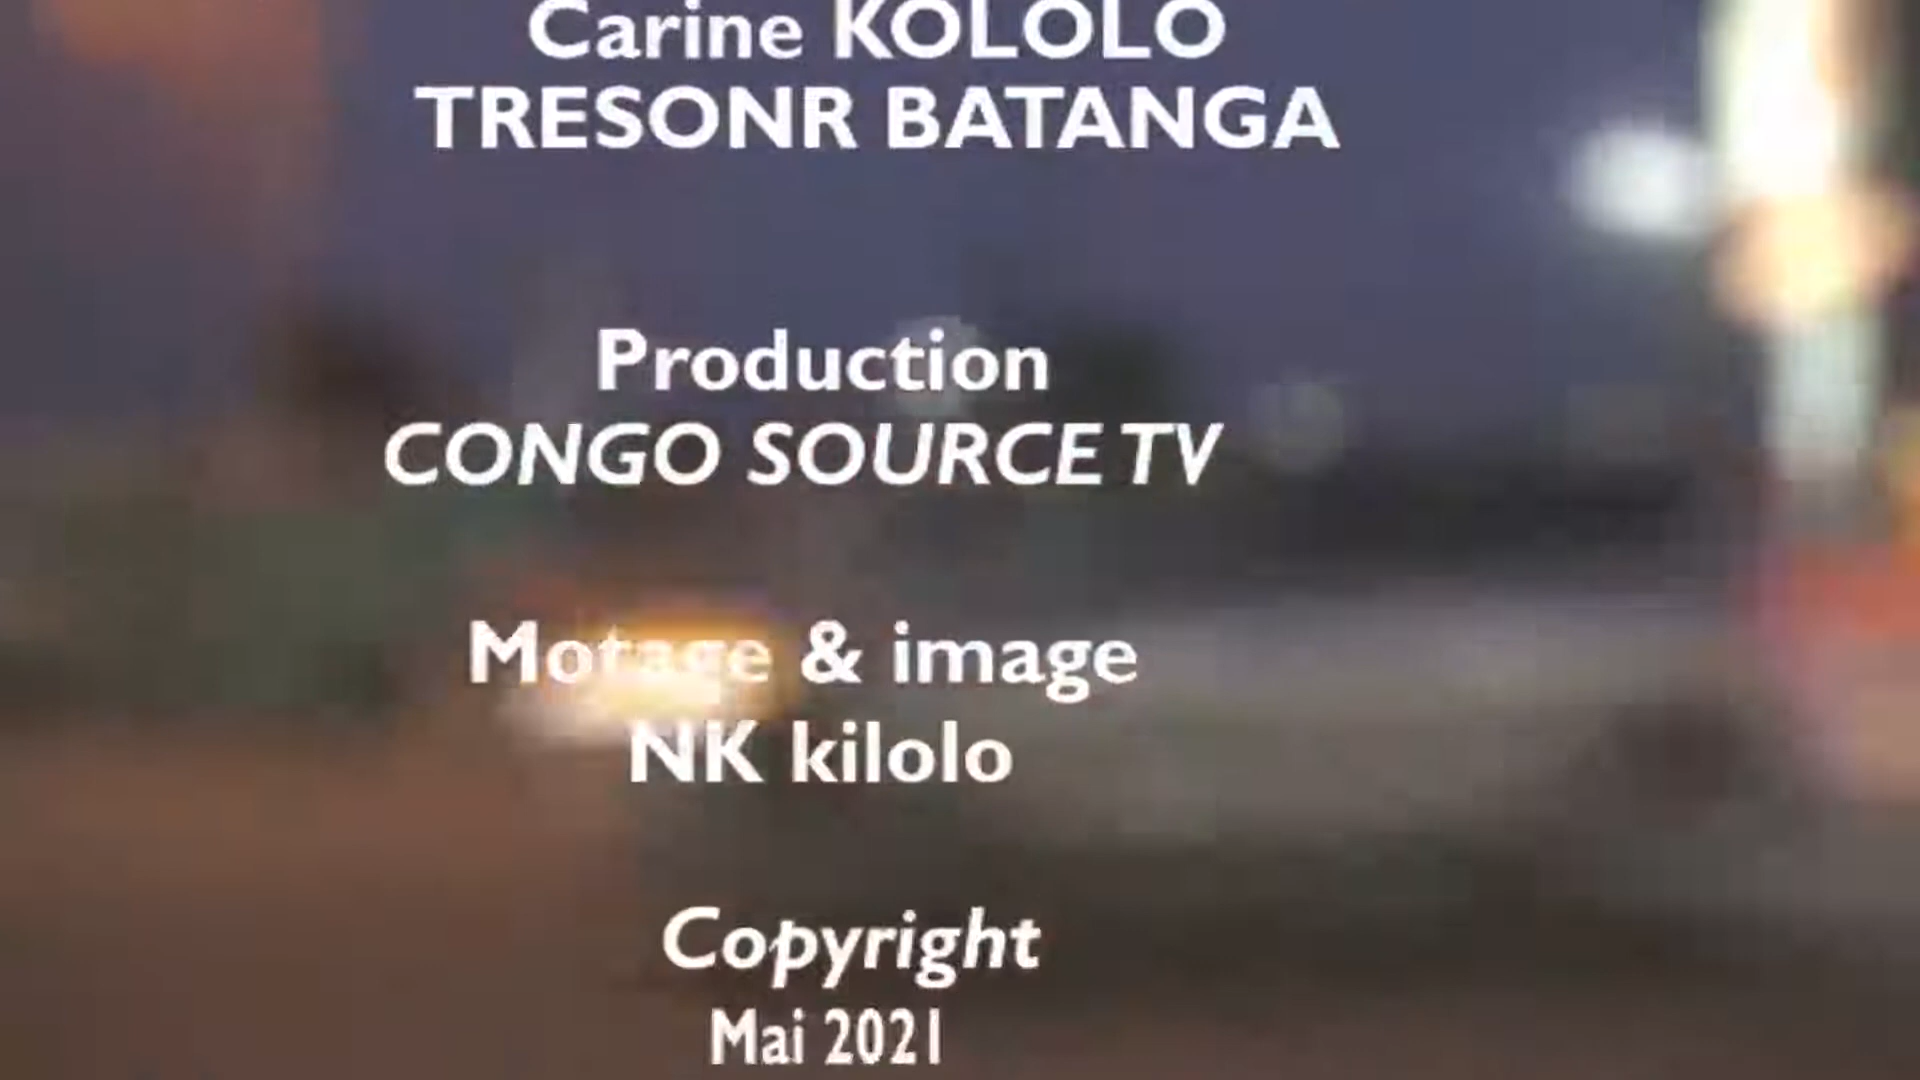 Carine KOLOLO
TRESONR BATANGA
Production
CONGO SOURCE TV
Motage & image
NK kilolo
Copyright
Mai 2021